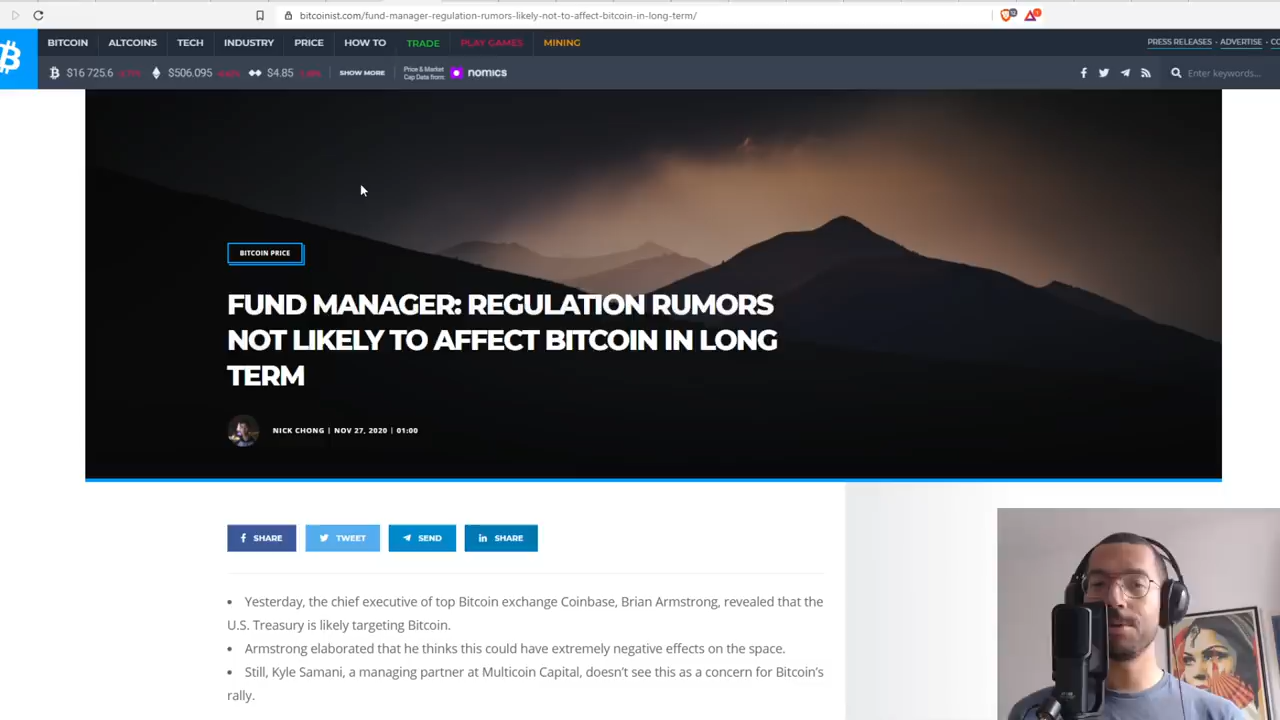 bitcoinist.com/fund-manager-regulation-rumors-likely-not-to-affect-bitcoin-in-long-term/
BITCOIN ALTCOINS TECH INDUSTRY PRICE HOW TO TRADE PLAY GAMES MINING
PRESS RELEASES · ADVERTISE · CO
$16 725.6 $506.095 $4.85 SHOW MORE
Price & Market
Cap Data from:
nomics
Enter keywords...
BITCOIN PRICE
FUND MANAGER: REGULATION RUMORS
NOT LIKELY TO AFFECT BITCOIN IN LONG
TERM
NICK CHONG | NOV 27, 2020 | 01:00
SHARE TWEET SEND SHARE
• Yesterday, the chief executive of top Bitcoin exchange Coinbase, Brian Armstrong, revealed that the
U.S. Treasury is likely targeting Bitcoin.
• Armstrong elaborated that he thinks this could have extremely negative effects on the space.
• Still, Kyle Samani, a managing partner at Multicoin Capital, doesn't see this as a concern for Bitcoin's
rally.